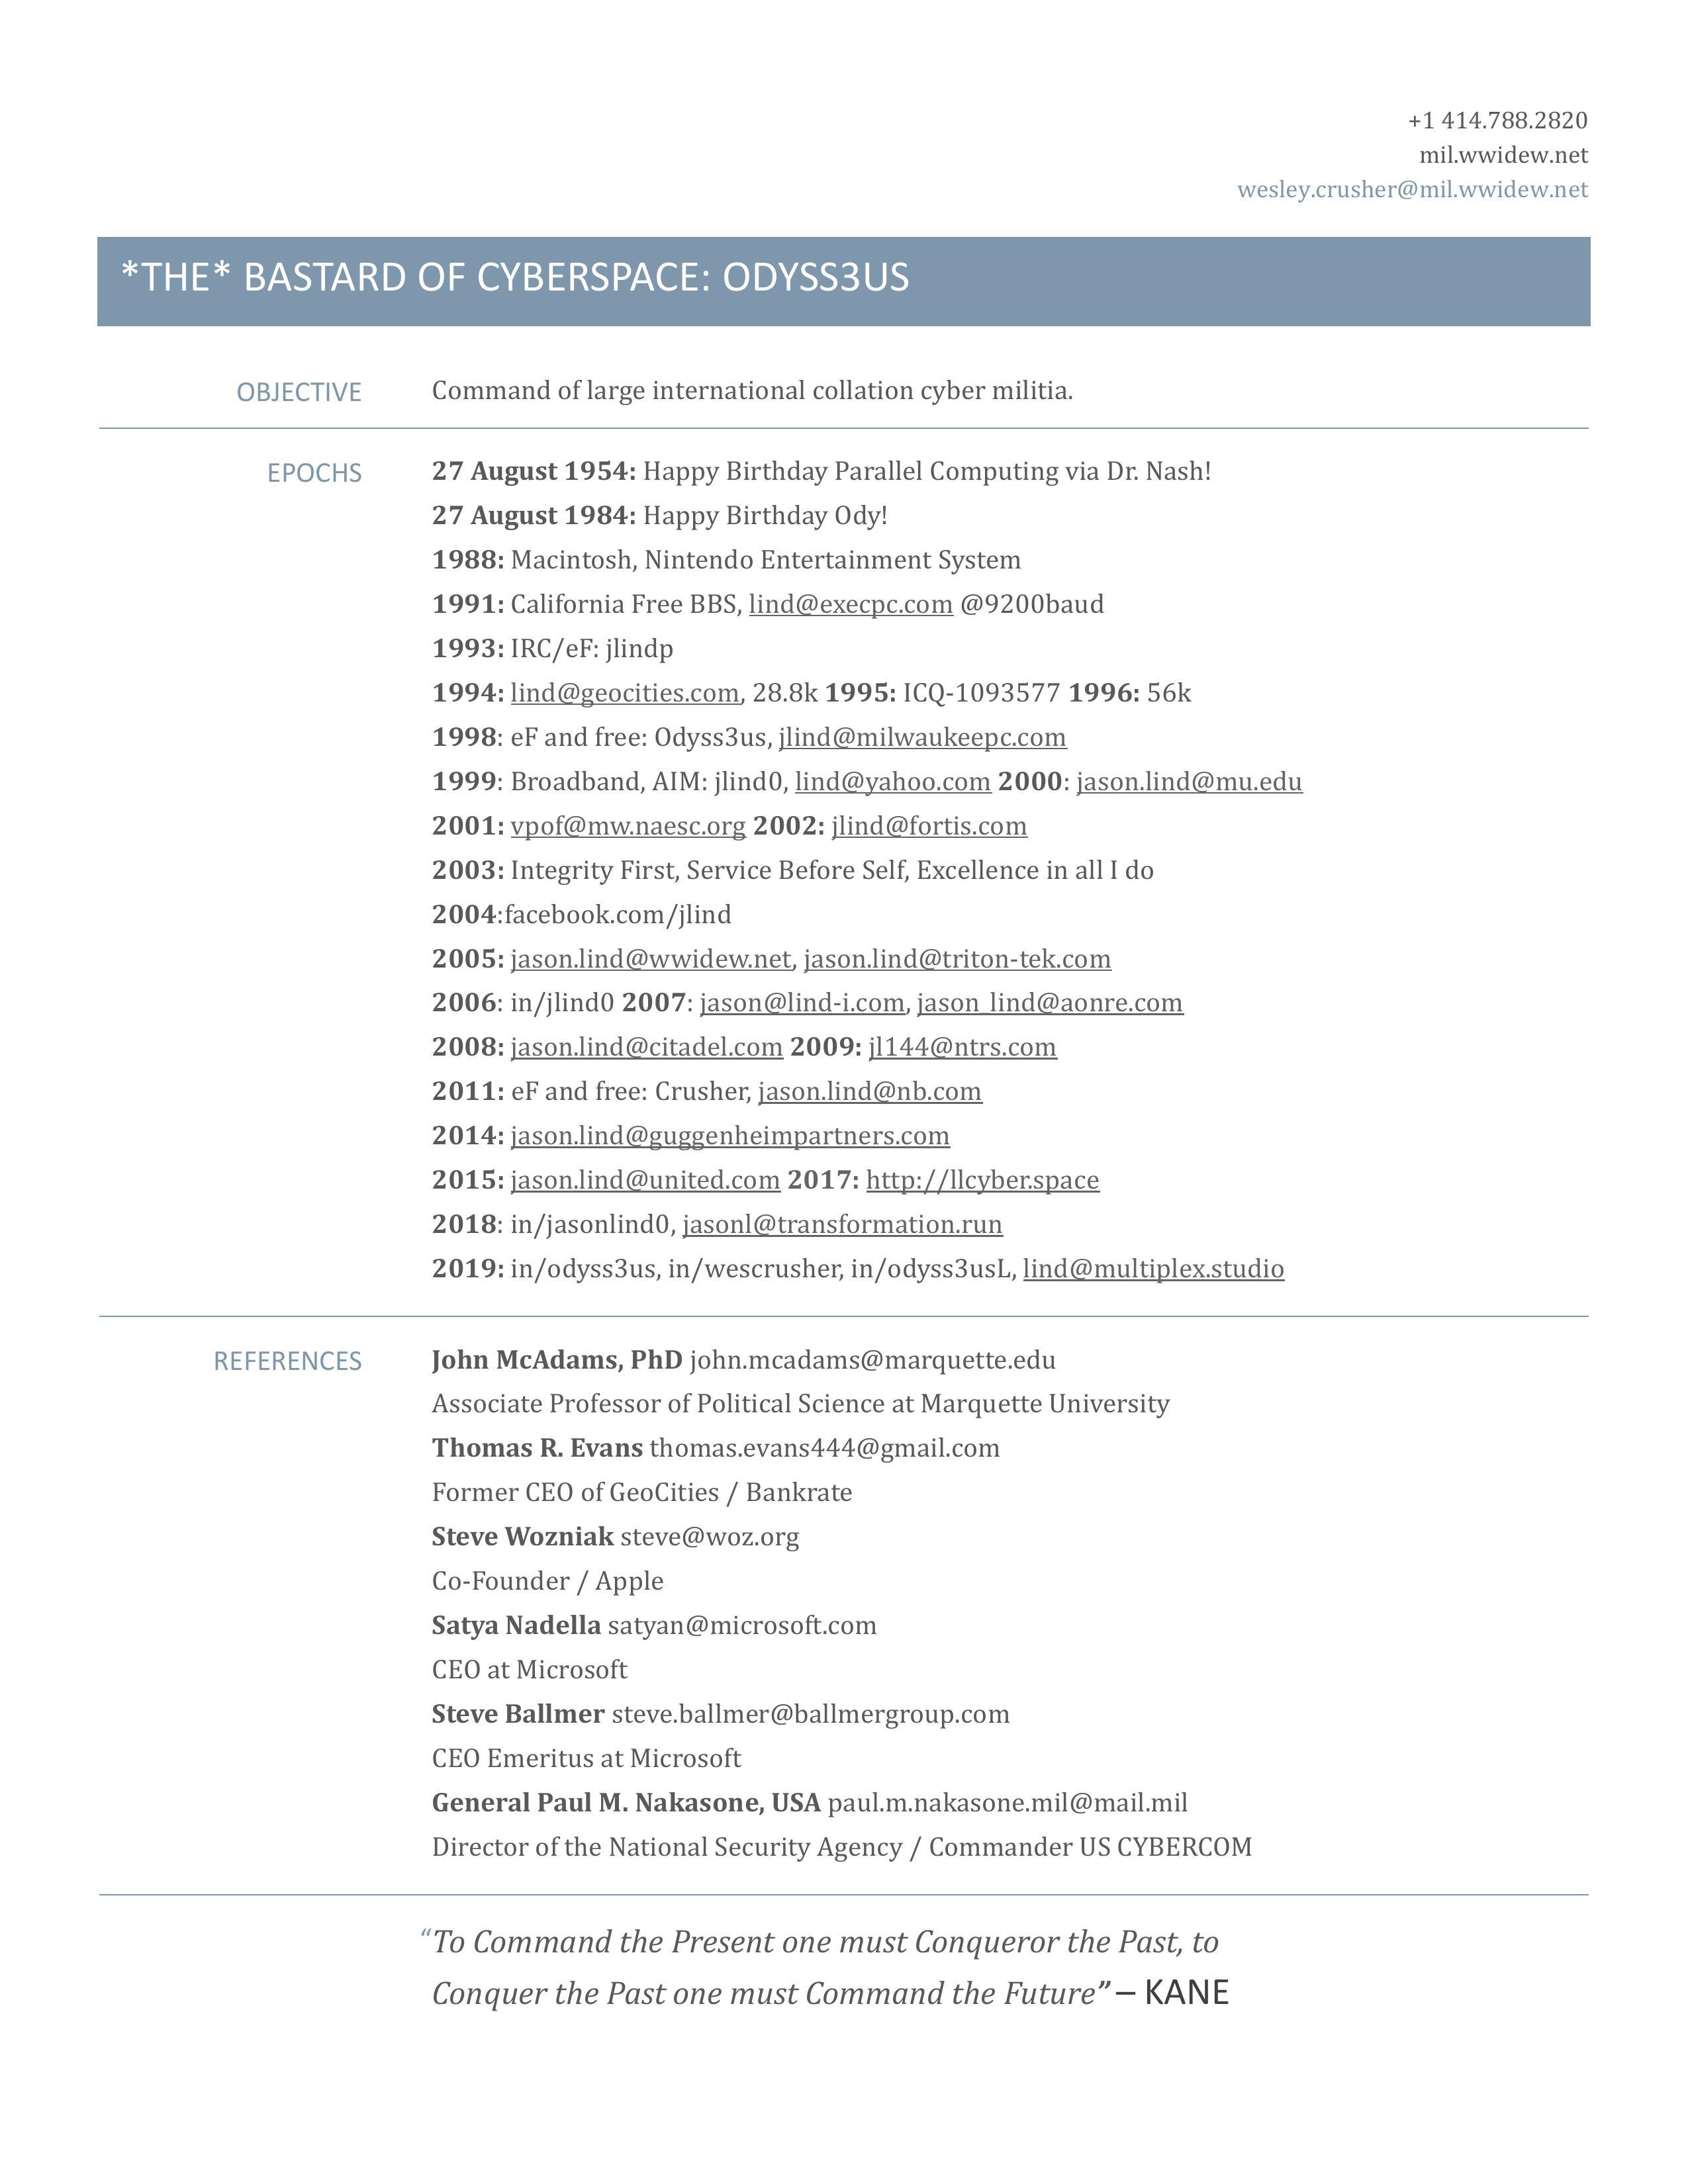 +1 414.788.2820
mil.wwidew.net
wesley.crusher@mil.wwidew.net
*THE* BASTARD OF CYBERSPACE: ODYSS3US
OBJECTIVE Command of large international collation cyber militia.
EPOCHS 27 August 1954: Happy Birthday Parallel Computing via Dr. Nash!
27 August 1984: Happy Birthday Ody!
1988: Macintosh, Nintendo Entertainment System
1991: California Free BBS, lind@execpc.com @9200baud
1993: IRC/eF: jlindp
1994: lind@geocities.com, 28.8k 1995: ICQ-1093577 1996: 56k
1998: eF and free: Odyss3us, jlind@milwaukeepc.com
1999: Broadband, AIM: jlind0, lind@yahoo.com 2000: jason.lind@mu.edu
2001: vpof@mw.naesc.org 2002: jlind@fortis.com
2003: Integrity First, Service Before Self, Excellence in all I do
2004:facebook.com/jlind
2005: jason.lind@wwidew.net, jason.lind@triton-tek.com
2006: in/jlind0 2007: jason@lind-i.com, jason_lind@aonre.com
2008: jason.lind@citadel.com 2009: jl144@ntrs.com
2011: eF and free: Crusher, jason.lind@nb.com
2014: jason.lind@guggenheimpartners.com
2015: jason.lind@united.com 2017: http://llcyber.space
2018: in/jasonlind0, jasonl@transformation.run
2019: in/odyss3us, in/wescrusher, in/odyss3usL, lind@multiplex.studio
REFERENCES John McAdams, PhD john.mcadams@marquette.edu
Associate Professor of Political Science at Marquette University
Thomas R. Evans thomas.evans444@gmail.com
Former CEO of GeoCities / Bankrate
Steve Wozniak steve@woz.org
Co-Founder / Apple
Satya Nadella satyan@microsoft.com
CEO at Microsoft
Steve Ballmer steve.ballmer@ballmergroup.com
CEO Emeritus at Microsoft
General Paul M. Nakasone, USA paul.m.nakasone.mil@mail.mil
Director of the National Security Agency / Commander US CYBERCOM
“To Command the Present one must Conqueror the Past, to
Conquer the Past one must Command the Future” – KANE